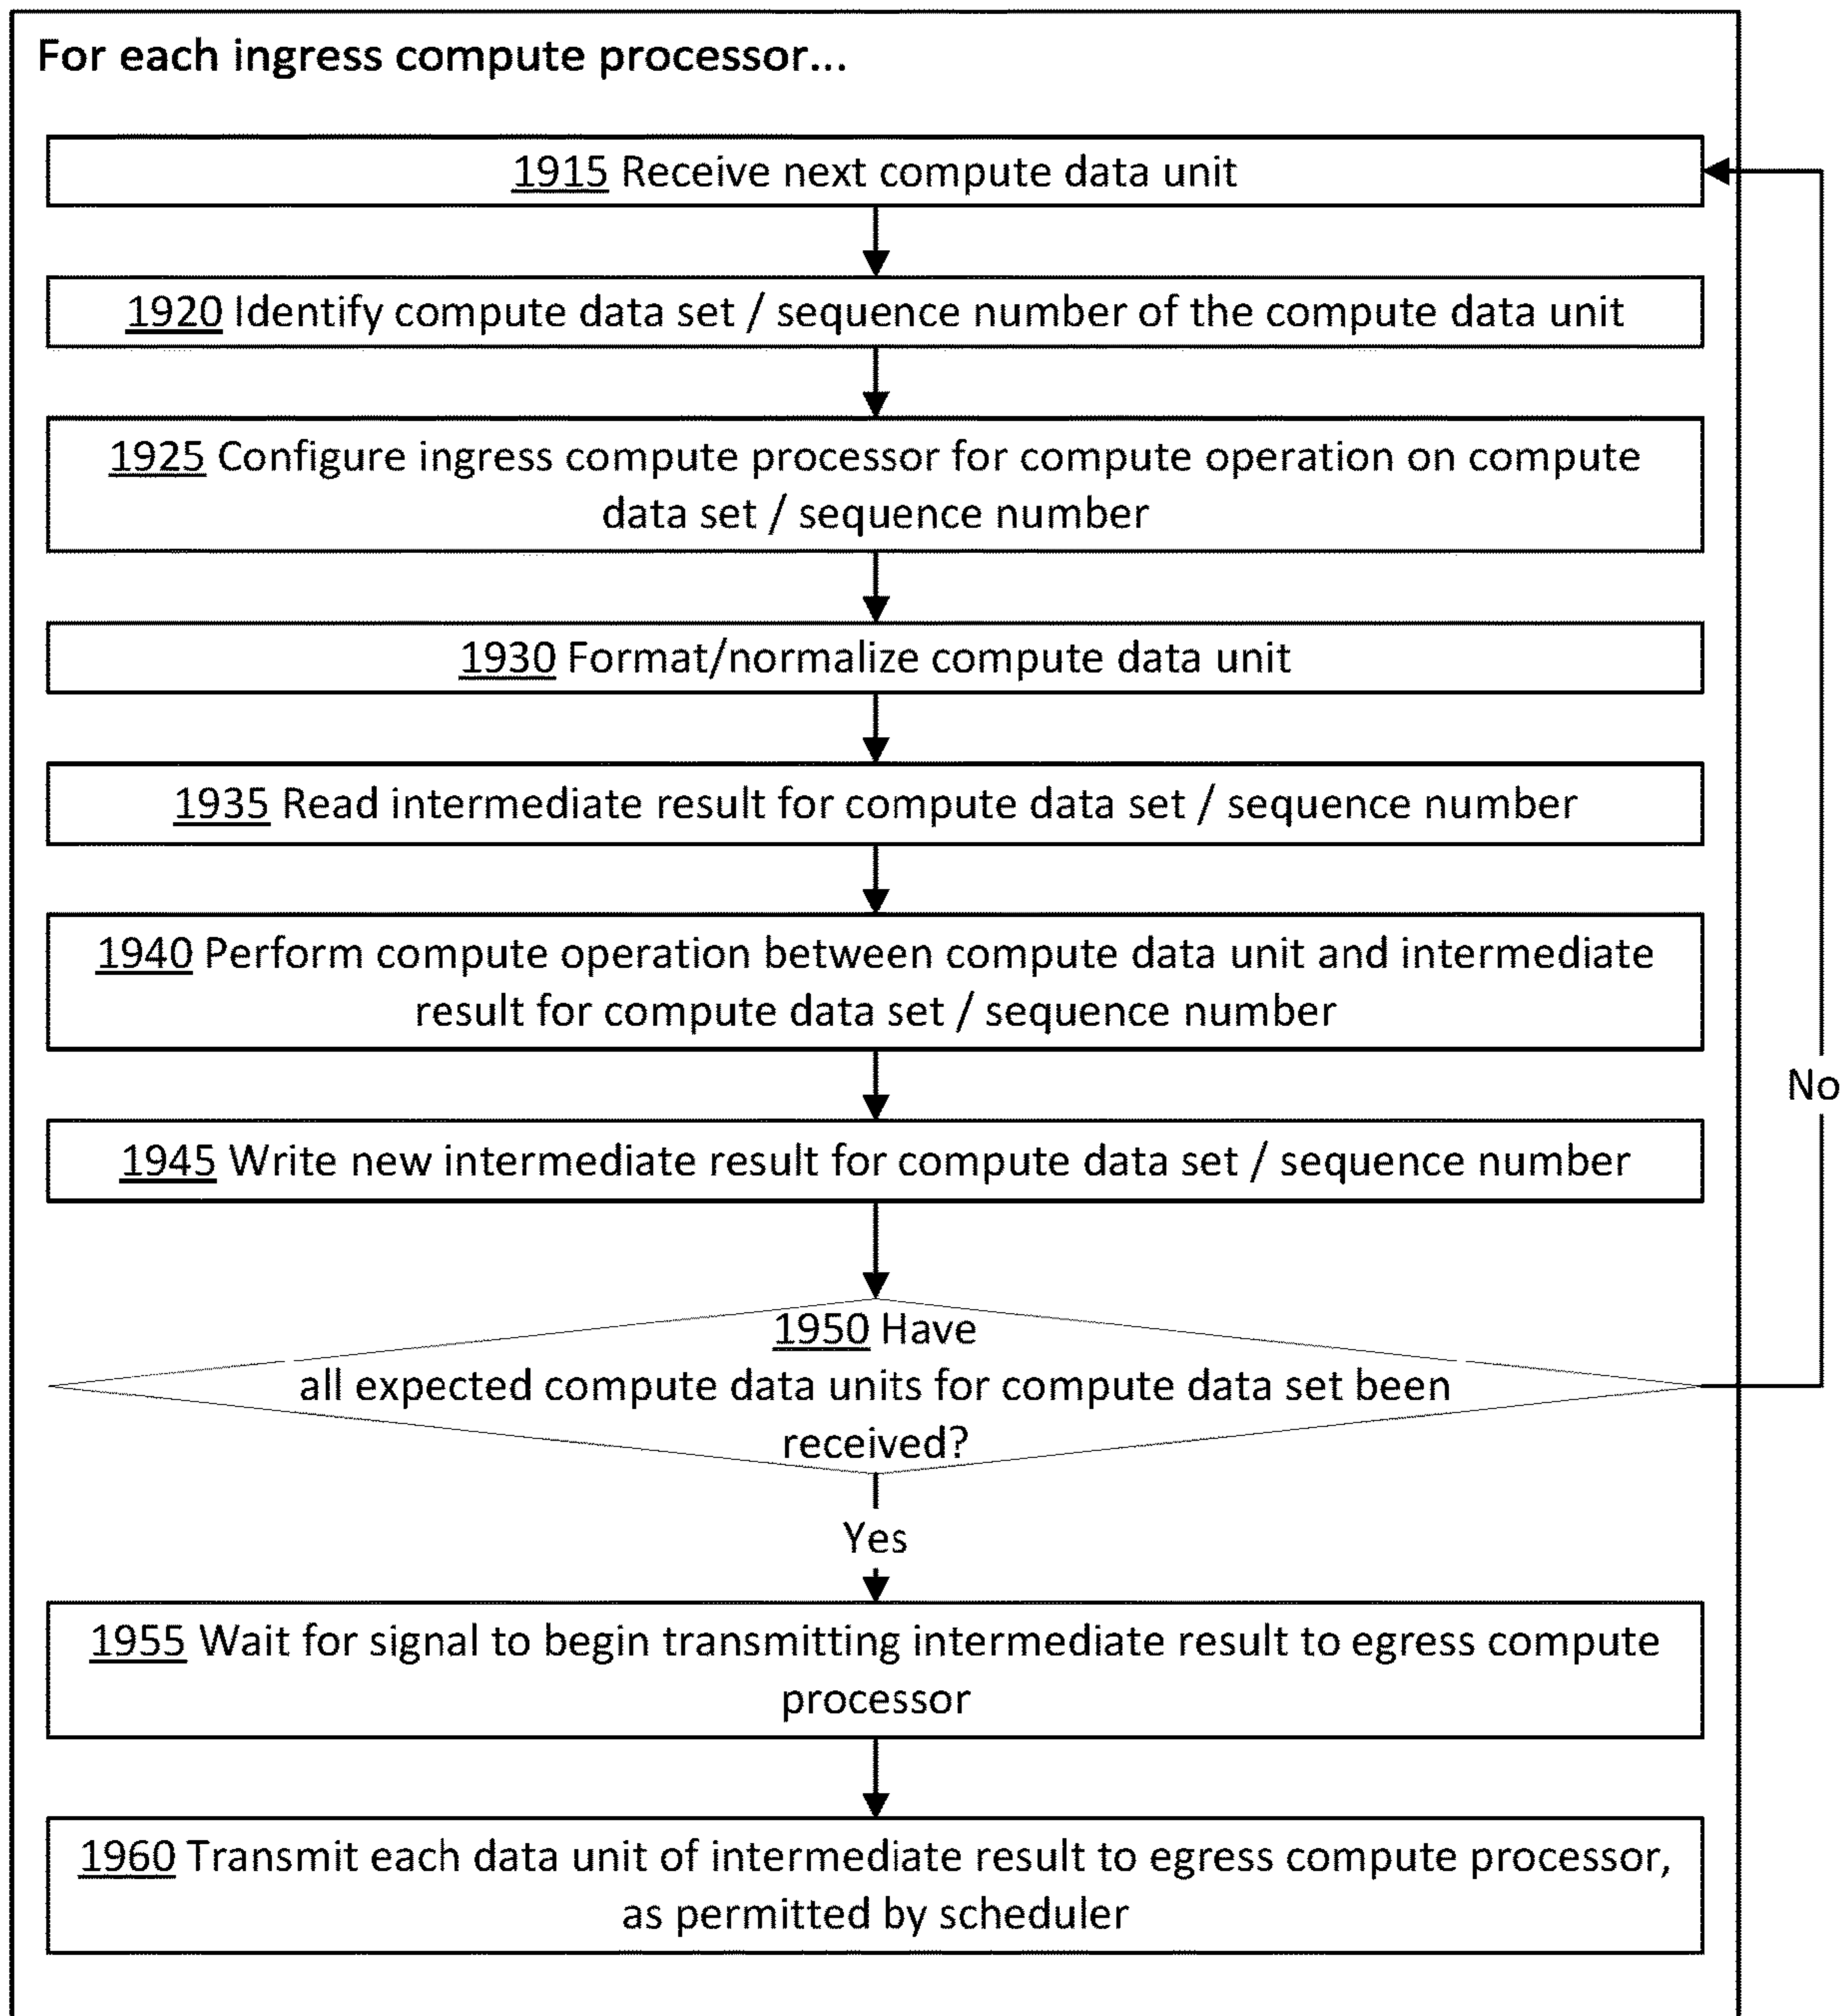 For each ingress compute processor...
1915 Receive next compute data unit
1920 Identify compute data set / sequence number of the compute data unit
1925 Configure ingress compute processor for compute operation on compute
data set / sequence number
1930 Format/normalize compute data unit
1935 Read intermediate result for compute data set / sequence number
1940 Perform compute operation between compute data unit and intermediate
result for compute data set / sequence number
No
1945 Write new intermediate result for compute data set / sequence number
1950 Have
all expected compute data units for compute data set been
received?
Yes
1955 Wait for signal to begin transmitting intermediate result to egress compute
processor
1960 Transmit each data unit of intermediate result to egress compute processor,
as permitted by scheduler